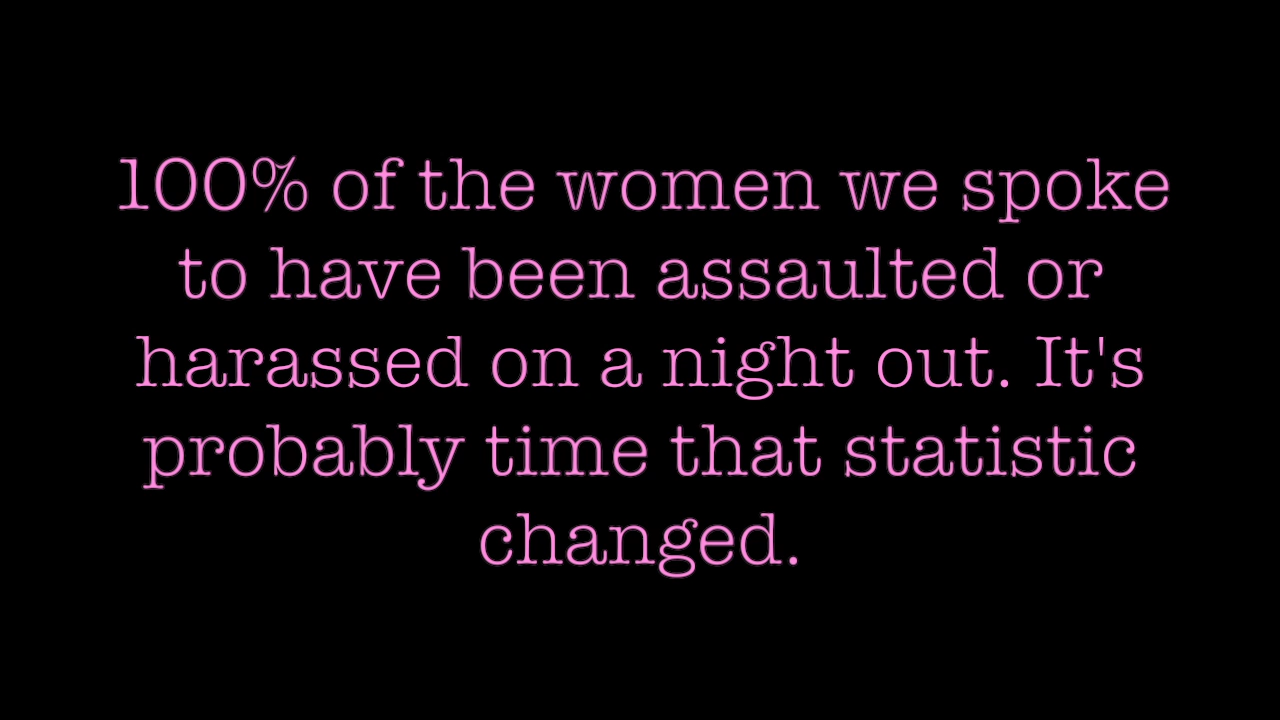 100% of the women we spoke
to have been assaulted or
harassed on a night out. It's
probably time that statistic
changed.